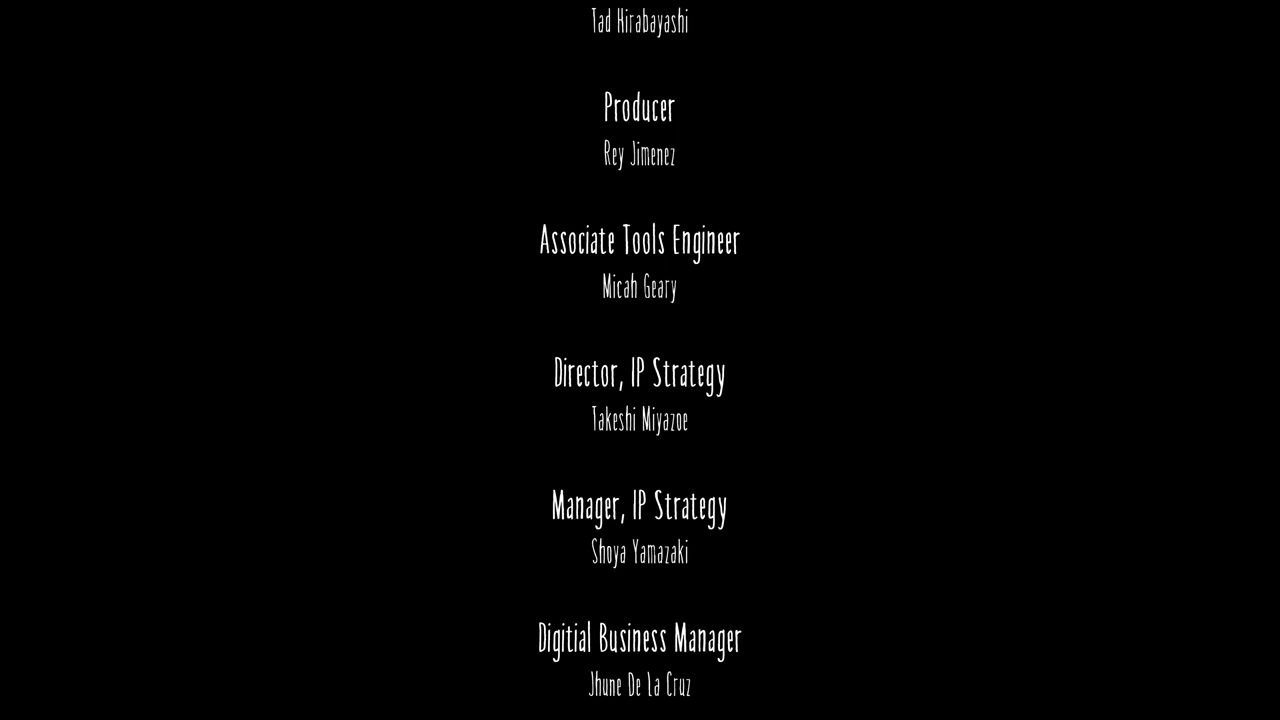 Tad Hirabayashi
Producer
Rey Jimenez
Associate Tools Engineer
Micah Geary
Director, IP Strategy
Takeshi Miyazoe
Manager, IP Strategy
Shoya Yamazaki
Digitial Business Manager
Jhune De La Cruz